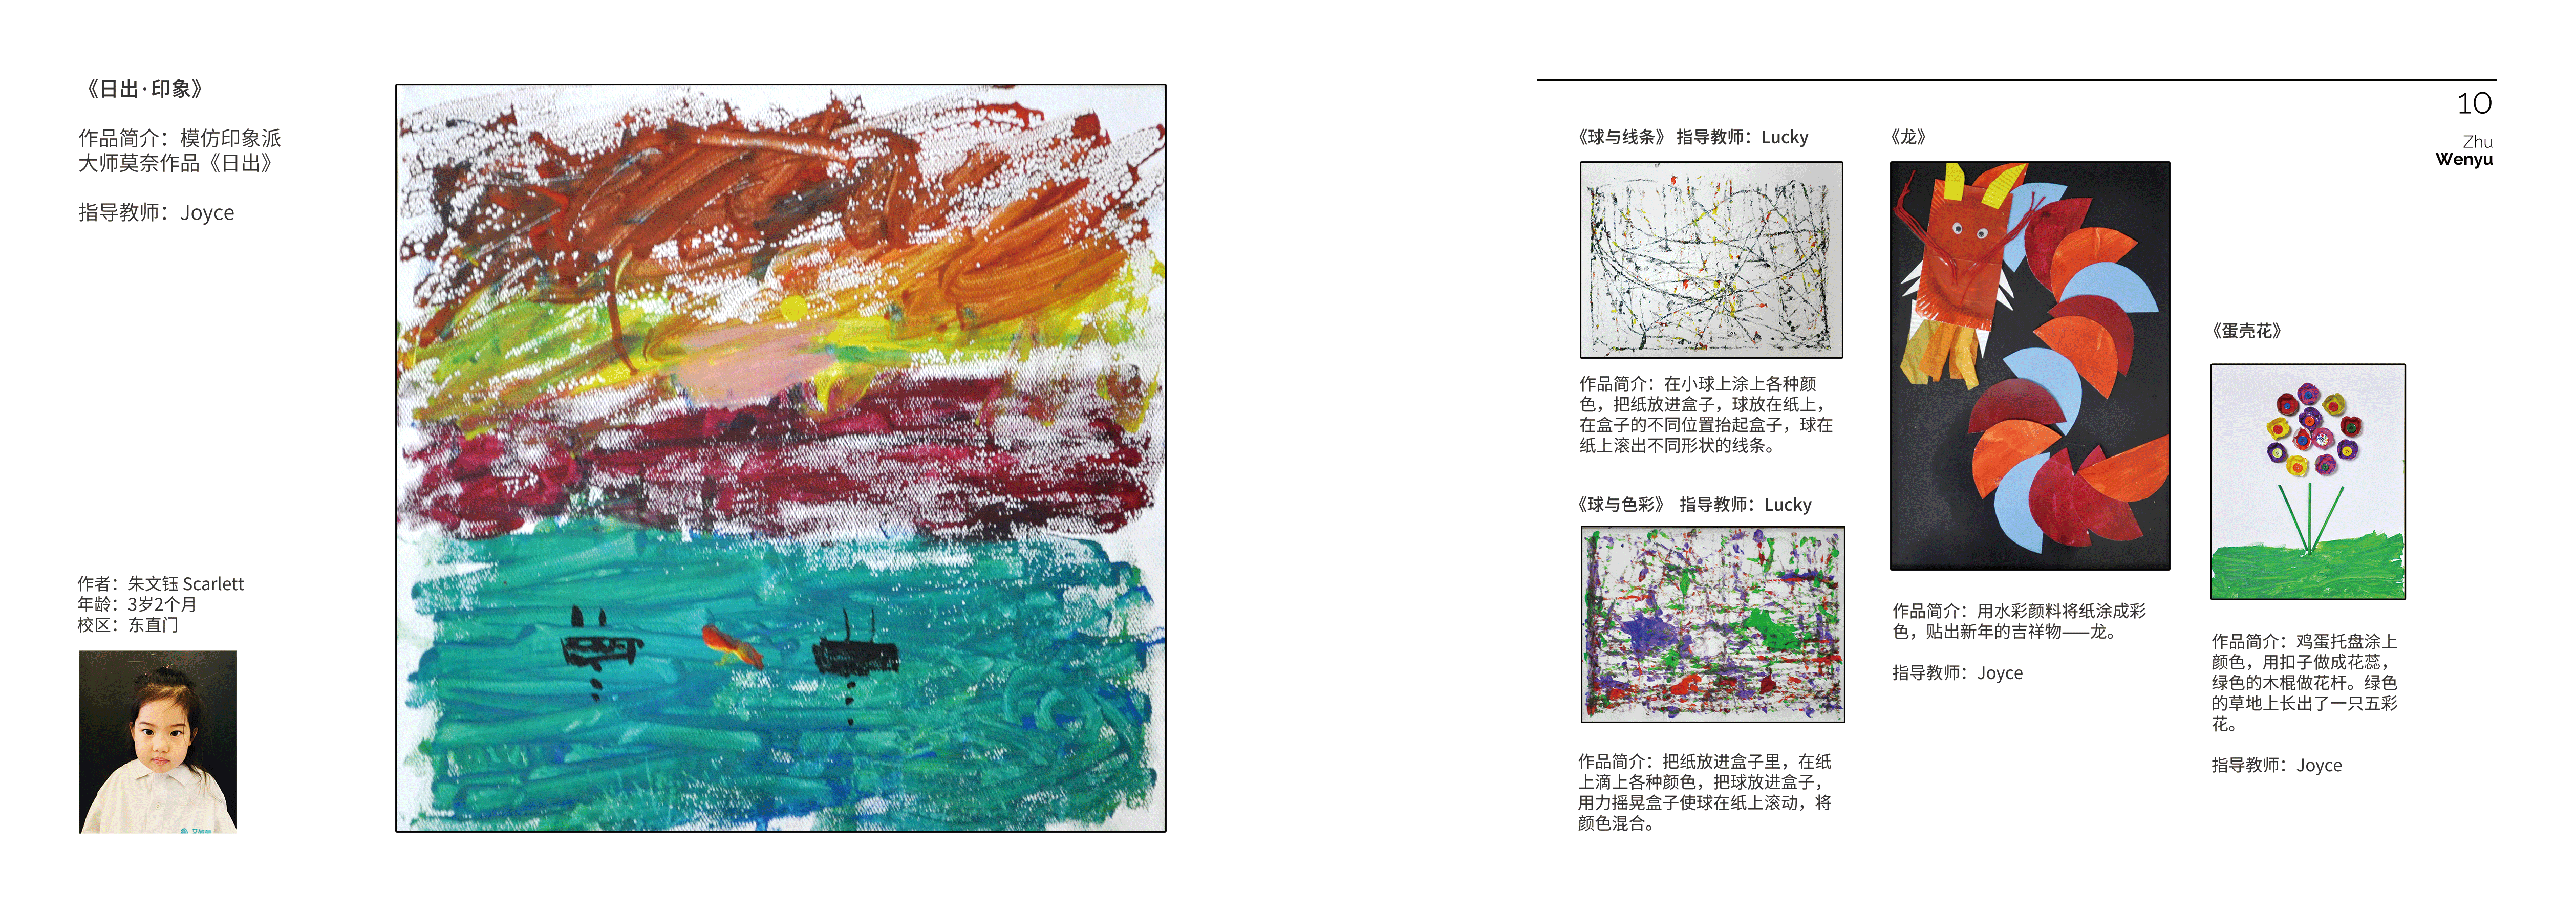 《日出·印象》
作品简介：模仿印象派
大师莫奈作品《日出》
指导教师：Joyce
作者：朱文钰 Scarlett
年龄：3岁2个月
校区：东直门
10
Zhu
Wenyu
《球与线条》 指导教师：Lucky
作品简介：在小球上涂上各种颜
色，把纸放进盒子，球放在纸上，
在盒子的不同位置抬起盒子，球在
纸上滚出不同形状的线条。
《球与色彩》 指导教师：Lucky
作品简介：把纸放进盒子里，在纸
上滴上各种颜色，把球放进盒子，
用力摇晃盒子使球在纸上滚动，将
颜色混合。
《龙》
作品简介：用水彩颜料将纸涂成彩
色，贴出新年的吉祥物——龙。
指导教师：Joyce
《蛋壳花》
作品简介：鸡蛋托盘涂上
颜色，用扣子做成花蕊，
绿色的木棍做花杆。绿色
的草地上长出了一只五彩
花。
指导教师：Joyce